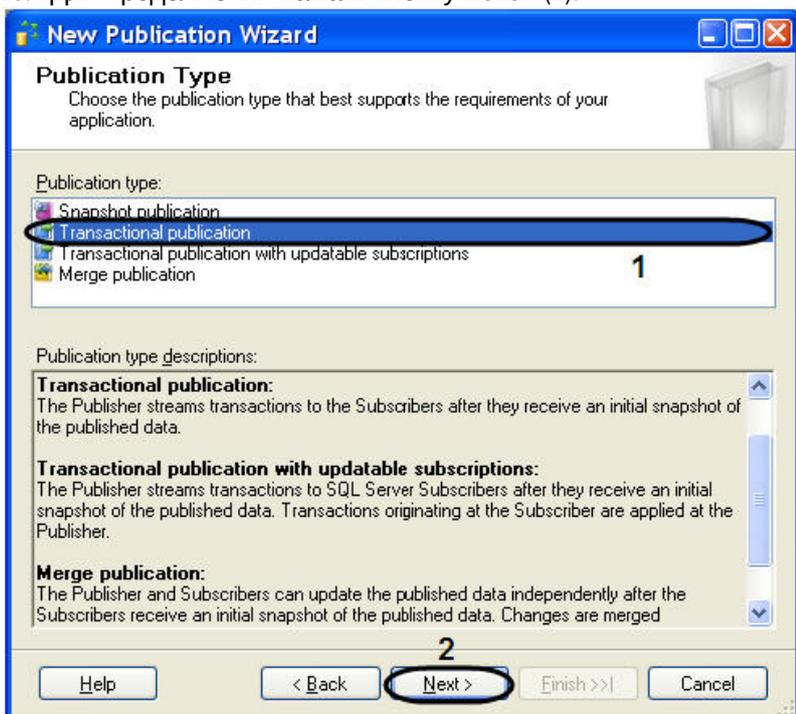 New Publication Wizard
Publication Type
Choose the publication type that best supports the requirements of your
application.
Publication type:
Snapshot publication
Transactional publication
Transactional publication with updatable subscriptions
1
Merge publication
Publication type descriptions:
Transactional publication:
The Publisher streams transactions to the Subscribers after they receive an initial snapshot of
the published data.
Transactional publication with updatable subscriptions:
The Publisher streams transactions to SQL Server Subscribers after they receive an initial
snapshot of the published data. Transactions originating at the Subscriber are applied at the
Publisher.
Merge publication:
The Publisher and Subscribers can update the published data independently after the
Subscribers receive an initial snapshot of the published data. Changes are merged
2
Help
< Back
Next >
Finish >>|
Cancel